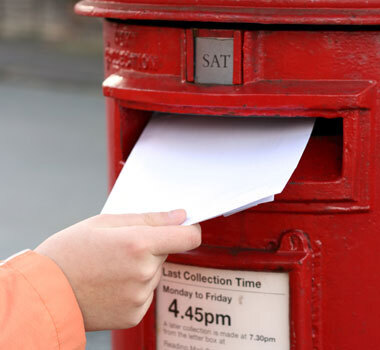 SAT
Last Collection Time
Monday to Friday
4.45pm
A later collection is made at 7.30pm
from the letter box at
Reading